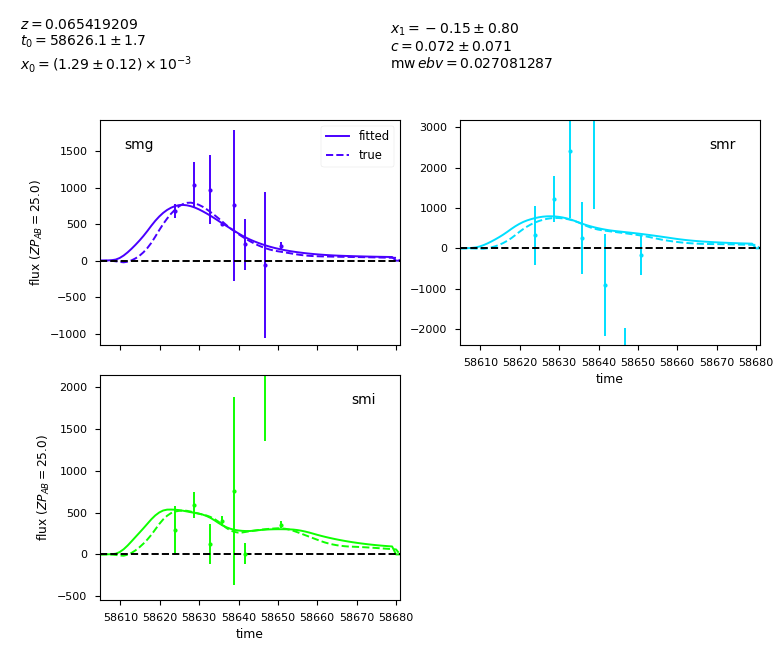 z = 0.065419209
t₀ = 58626.1 ± 1.7
x₀ = (1.29 ± 0.12) × 10⁻³
x₁ = −0.15 ± 0.80
c = 0.072 ± 0.071
mw ebv = 0.027081287
smg
fitted
true
1500
1000
500
0
−500
−1000
flux (ZP_AB = 25.0)
smr
3000
2000
1000
0
−1000
−2000
58610 58620 58630 58640 58650 58660 58670 58680
time
smi
2000
1500
1000
500
0
−500
flux (ZP_AB = 25.0)
58610 58620 58630 58640 58650 58660 58670 58680
time